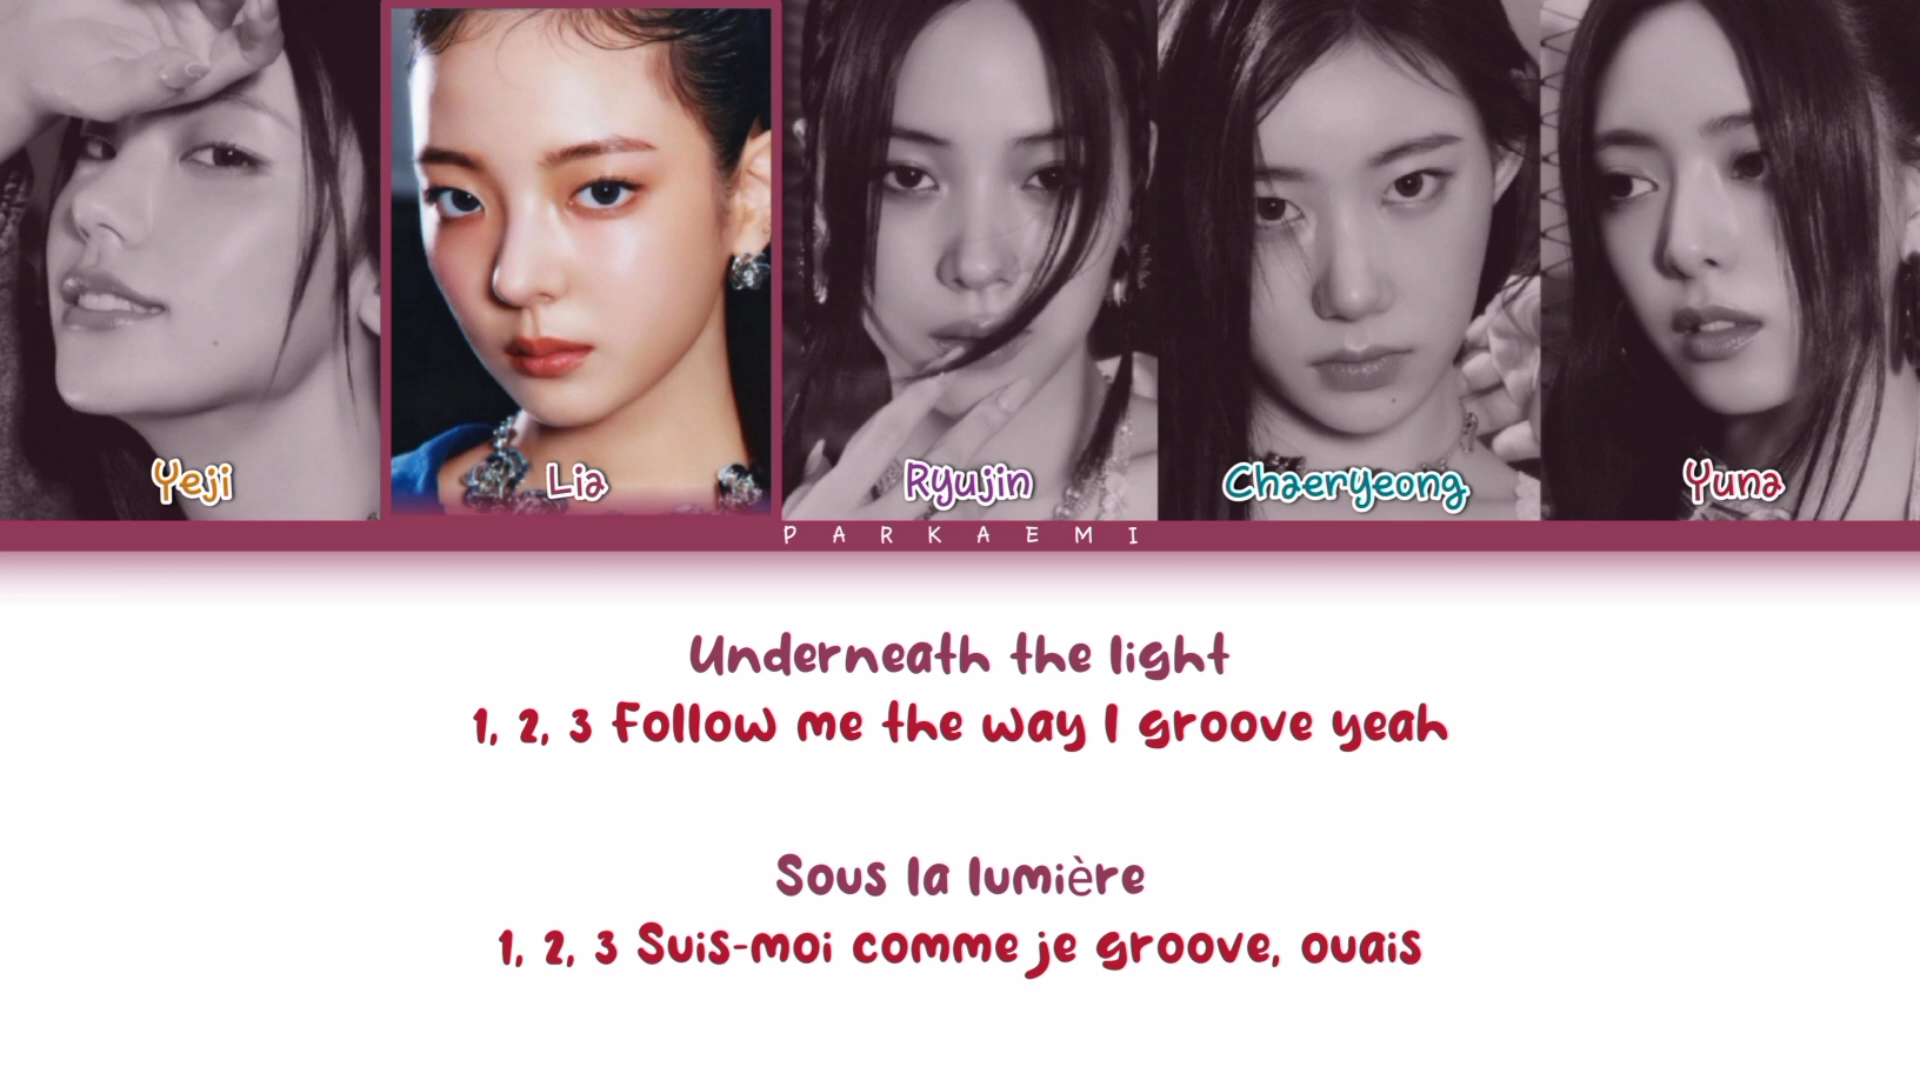 Yeji
Lia
Ryujin
Chaeryeong
Yuna
PARKAEMI
Underneath the light
1, 2, 3 Follow me the way I groove yeah
Sous la lumière
1, 2, 3 Suis-moi comme je groove, ouais